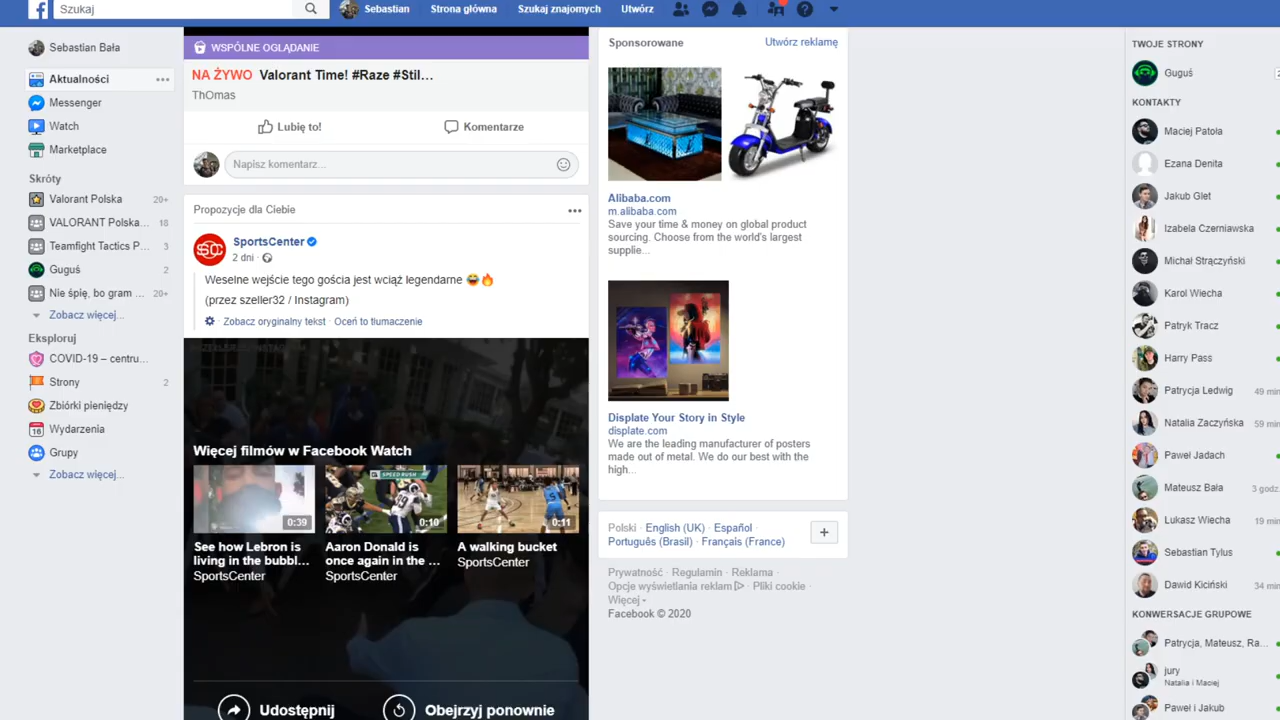 Szukaj
Sebastian
Strona główna
Szukaj znajomych
Utwórz
Sebastian Bała
Aktualności
Messenger
Watch
Marketplace
Skróty
Valorant Polska 20+
VALORANT Polska... 18
Teamfight Tactics P... 3
Guguś 2
Nie śpię, bo gram ... 20+
Zobacz więcej...
Eksploruj
COVID-19 – centru...
Strony 2
Zbiórki pieniędzy
Wydarzenia
Grupy
Zobacz więcej...
WSPÓLNE OGLĄDANIE
NA ŻYWO Valorant Time! #Raze #Stil...
ThOmas
Lubię to!
Komentarze
Napisz komentarz...
Propozycje dla Ciebie
SportsCenter
2 dni ·
Weselne wejście tego gościa jest wciąż legendarne
(przez szeller32 / Instagram)
· Zobacz oryginalny tekst · Oceń to tłumaczenie
Więcej filmów w Facebook Watch
0:39
SPEED RUSH
0:10
0:11
See how Lebron is
living in the bubbl...
SportsCenter
Aaron Donald is
once again in the ...
SportsCenter
A walking bucket
SportsCenter
Udostępnij
Obejrzyj ponownie
Sponsorowane
Utwórz reklamę
Alibaba.com
m.alibaba.com
Save your time & money on global product
sourcing. Choose from the world's largest
supplie...
Displate Your Story in Style
displate.com
We are the leading manufacturer of posters
made out of metal. We do our best with the
high...
Polski · English (UK) · Español ·
Português (Brasil) · Français (France)
Prywatność · Regulamin · Reklama ·
Opcje wyświetlania reklam · Pliki cookie ·
Więcej
Facebook © 2020
TWOJE STRONY
Guguś
KONTAKTY
Maciej Patoła
Ezana Denita
Jakub Glet
Izabela Czerniawska
Michał Strączyński
Karol Wiecha
Patryk Tracz
Harry Pass
Patrycja Ledwig 49 min
Natalia Zaczyńska 59 min
Paweł Jadach
Mateusz Bała 3 godz.
Lukasz Wiecha 19 min
Sebastian Tylus
Dawid Kiciński 34 min
KONWERSACJE GRUPOWE
Patrycja, Mateusz, Ra...
jury
Natalia i Maciej
Paweł i Jakub